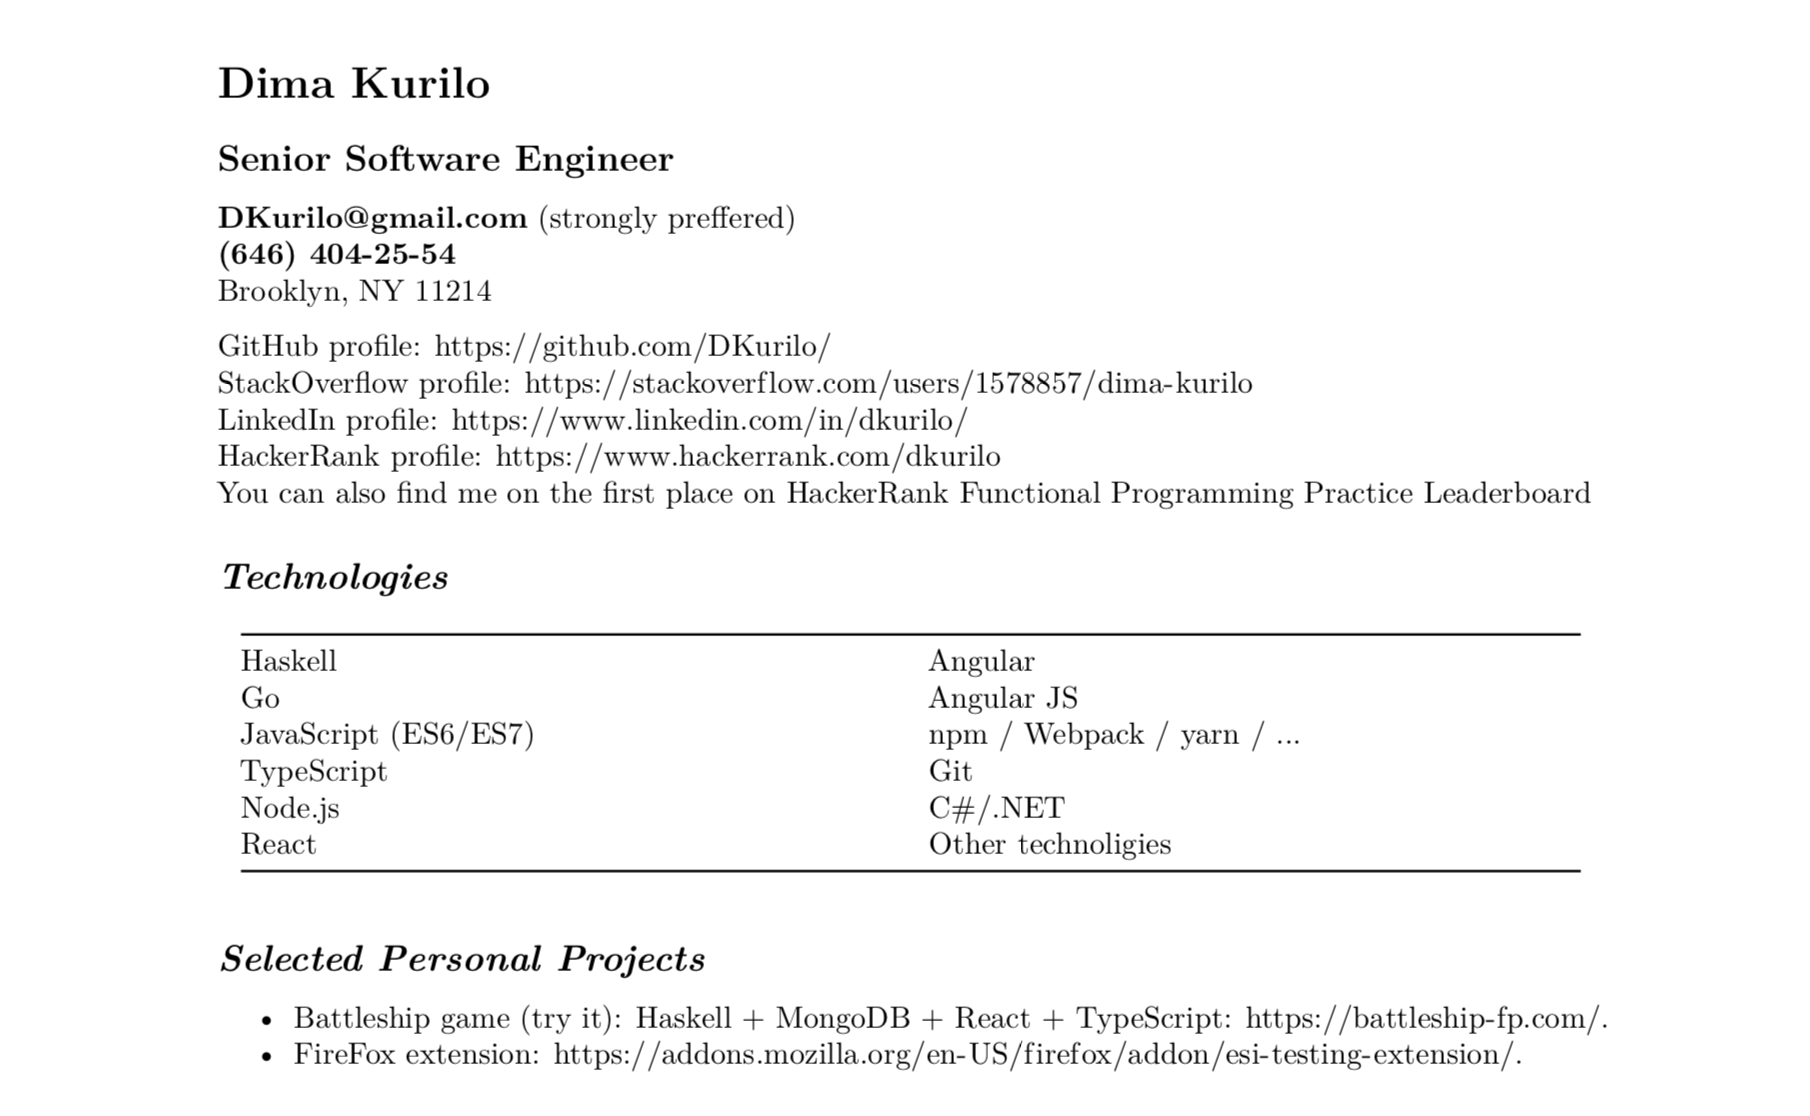 Dima Kurilo
Senior Software Engineer
DKurilo@gmail.com (strongly preffered)
(646) 404-25-54
Brooklyn, NY 11214
GitHub profile: https://github.com/DKurilo/
StackOverflow profile: https://stackoverflow.com/users/1578857/dima-kurilo
LinkedIn profile: https://www.linkedin.com/in/dkurilo/
HackerRank profile: https://www.hackerrank.com/dkurilo
You can also find me on the first place on HackerRank Functional Programming Practice Leaderboard
Technologies
Haskell
Go
JavaScript (ES6/ES7)
TypeScript
Node.js
React
Angular
Angular JS
npm / Webpack / yarn / ...
Git
C#/.NET
Other technoligies
Selected Personal Projects
• Battleship game (try it): Haskell + MongoDB + React + TypeScript: https://battleship-fp.com/.
• FireFox extension: https://addons.mozilla.org/en-US/firefox/addon/esi-testing-extension/.